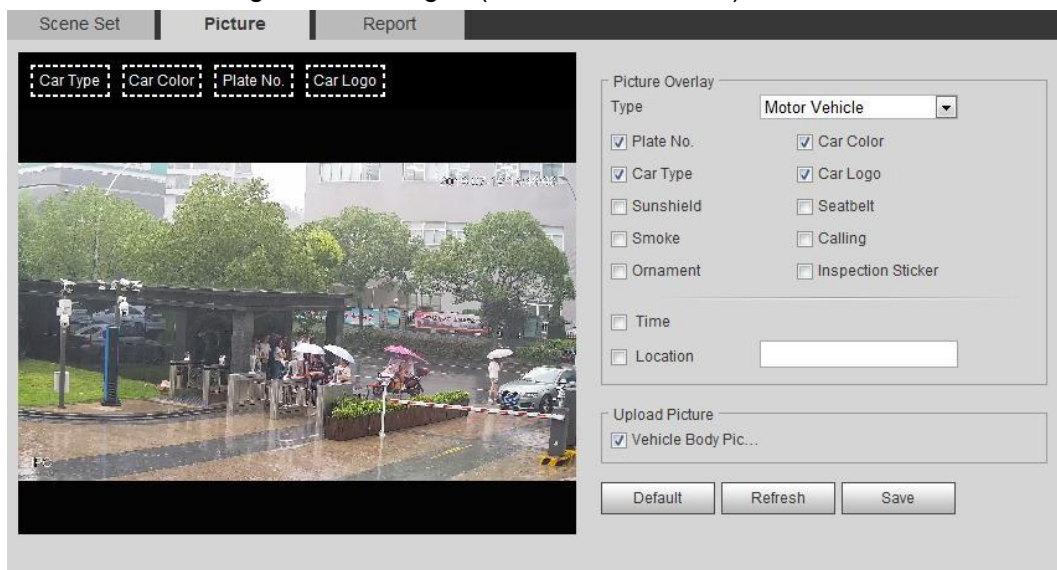 Scene Set Picture Report
Car Type Car Color Plate No. Car Logo
Picture Overlay
Type Motor Vehicle
Plate No. Car Color
Car Type Car Logo
Sunshield Seatbelt
Smoke Calling
Ornament Inspection Sticker
Time
Location
Upload Picture
Vehicle Body Pic...
Default Refresh Save